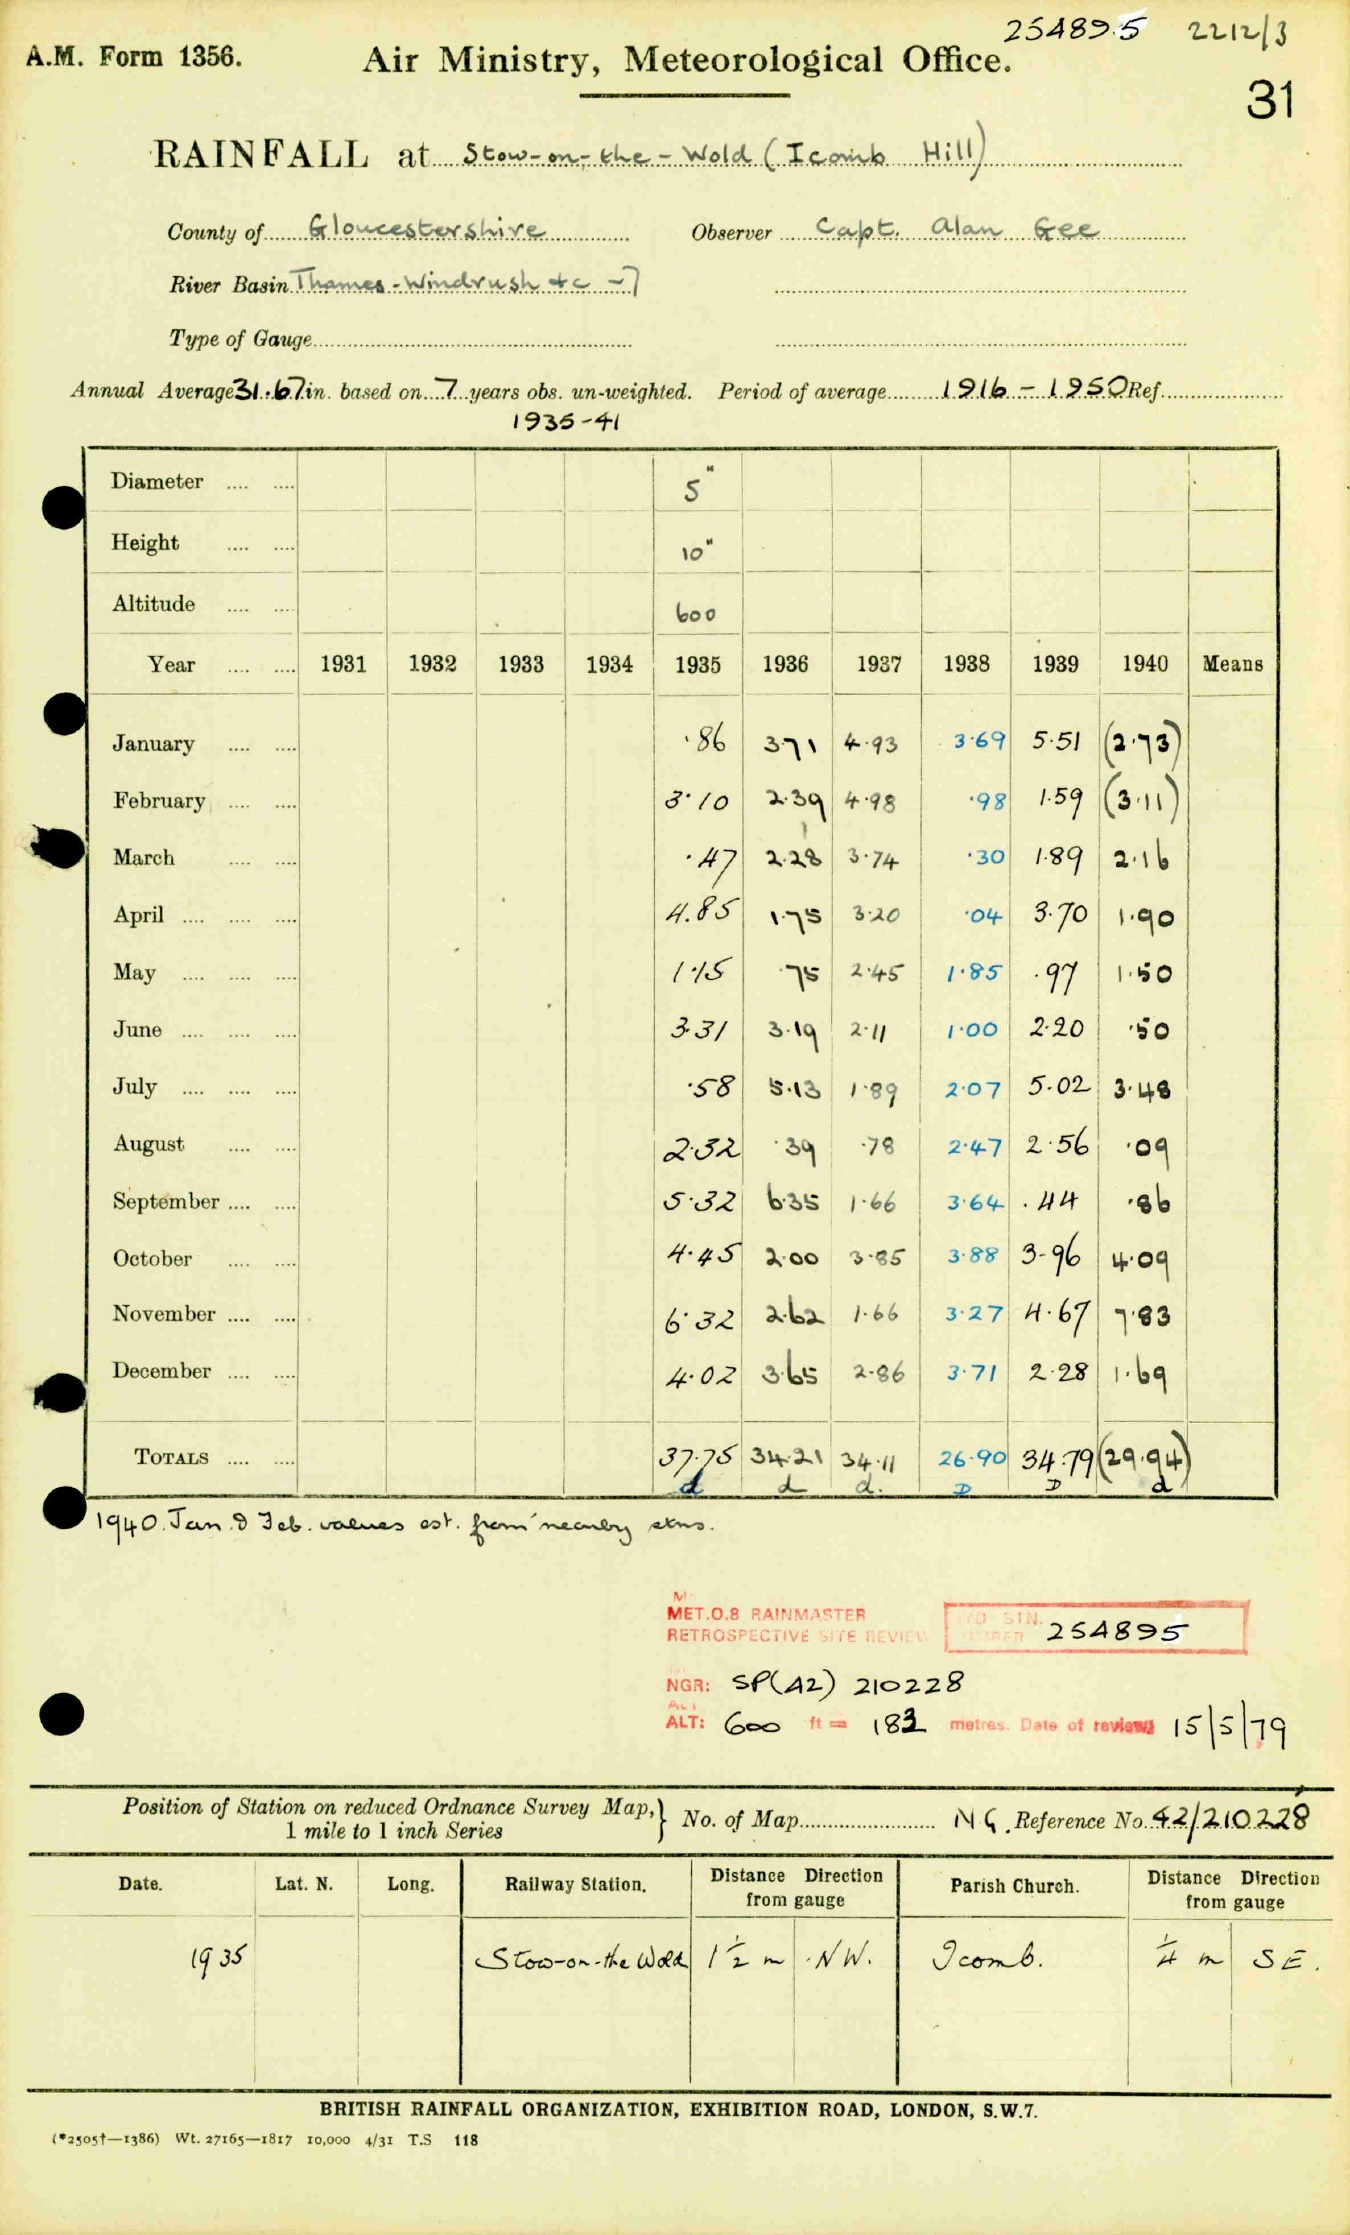 254895 2212/3
A.M. Form 1356. Air Ministry, Meteorological Office.
31
RAINFALL at Stow-on-the-Wold (Icomb Hill)
County of Gloucestershire Observer Capt. Alan Gee
River Basin Thames-Windrush &c -7
Type of Gauge
Annual Average 31.67 in. based on 7 years obs. un-weighted. Period of average 1916 - 1950 Ref.
1935-41
Diameter .... .... 5"
Height .... .... 10"
Altitude .... .... 600
Year .... .... 1931 1932 1933 1934 1935 1936 1937 1938 1939 1940 Means
January .... .... ·86 3·71 4·93 3·69 5·51 (2·73)
February .... .... 3·10 2·39 4·98 ·98 1·59 (3·11)
March .... .... ·47 2·28 3·74 ·30 1·89 2·16
April .... .... .... 4.85 1·75 3·20 ·04 3·70 1·90
May .... .... .... 1·15 ·75 2·45 1·85 ·97 1·50
June .... .... .... 3·31 3·19 2·11 1·00 2·20 ·50
July .... .... .... ·58 5·13 1·89 2·07 5·02 3·48
August .... .... 2·32 ·39 ·78 2·47 2·56 ·09
September .... .... 5·32 6·35 1·66 3·64 ·44 ·86
October .... .... 4·45 2·00 3·85 3·88 3·96 4·09
November .... .... 6·32 2·62 1·66 3·27 4·67 7·83
December .... .... 4·02 3·65 2·86 3·71 2·28 1·69
TOTALS .... .... 37·75 34·21 34·11 26·90 34·79 (29·94)
d d d. D D d
1940. Jan. & Feb. values est. from nearby stns.
MET.O.8 RAINMASTER
RETROSPECTIVE SITE REVIEW STN. 254895
NGR: SP(42) 210228
ALT: 600 ft = 183 metres. Date of review 15/5/79
Position of Station on reduced Ordnance Survey Map, 1 mile to 1 inch Series } No. of Map NG. Reference No. 42/210228
Date. Lat. N. Long. Railway Station. Distance Direction from gauge Parish Church. Distance Direction from gauge
1935 Stow-on-the Wold 1½ m NW. Icomb. ¼ m SE.
BRITISH RAINFALL ORGANIZATION, EXHIBITION ROAD, LONDON, S.W.7.
(*2505†—1386) Wt. 27165—1817 10,000 4/31 T.S 118